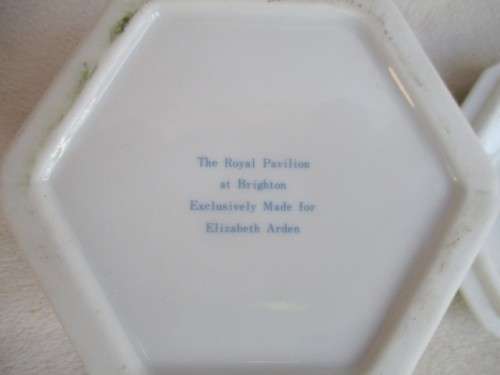 The Royal Pavilion
at Brighton
Exclusively Made for
Elizabeth Arden